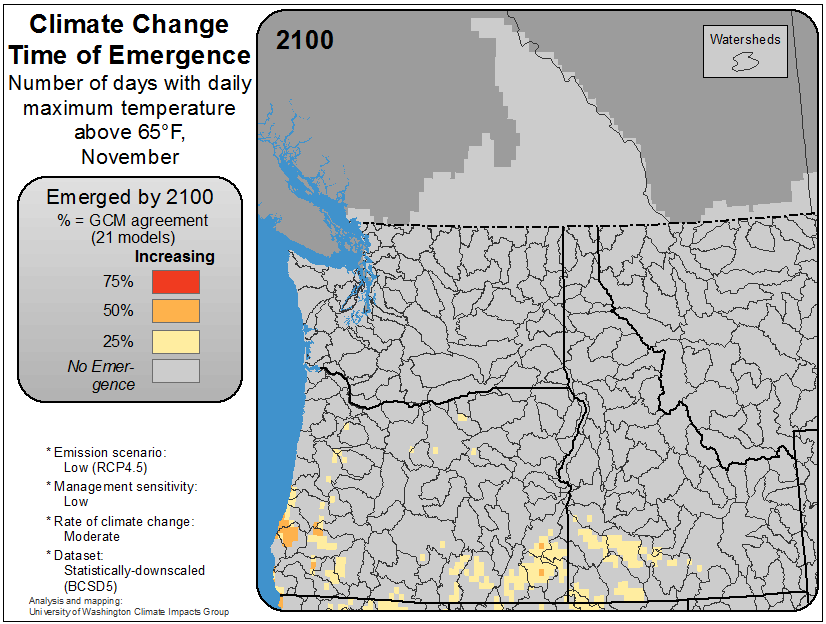 Climate Change
Time of Emergence
Number of days with daily
maximum temperature
above 65°F,
November
Emerged by 2100
% = GCM agreement
(21 models)
Increasing
75%
50%
25%
No Emer-
gence
* Emission scenario:
Low (RCP4.5)
* Management sensitivity:
Low
* Rate of climate change:
Moderate
* Dataset:
Statistically-downscaled
(BCSD5)
Analysis and mapping:
University of Washington Climate Impacts Group
2100
Watersheds